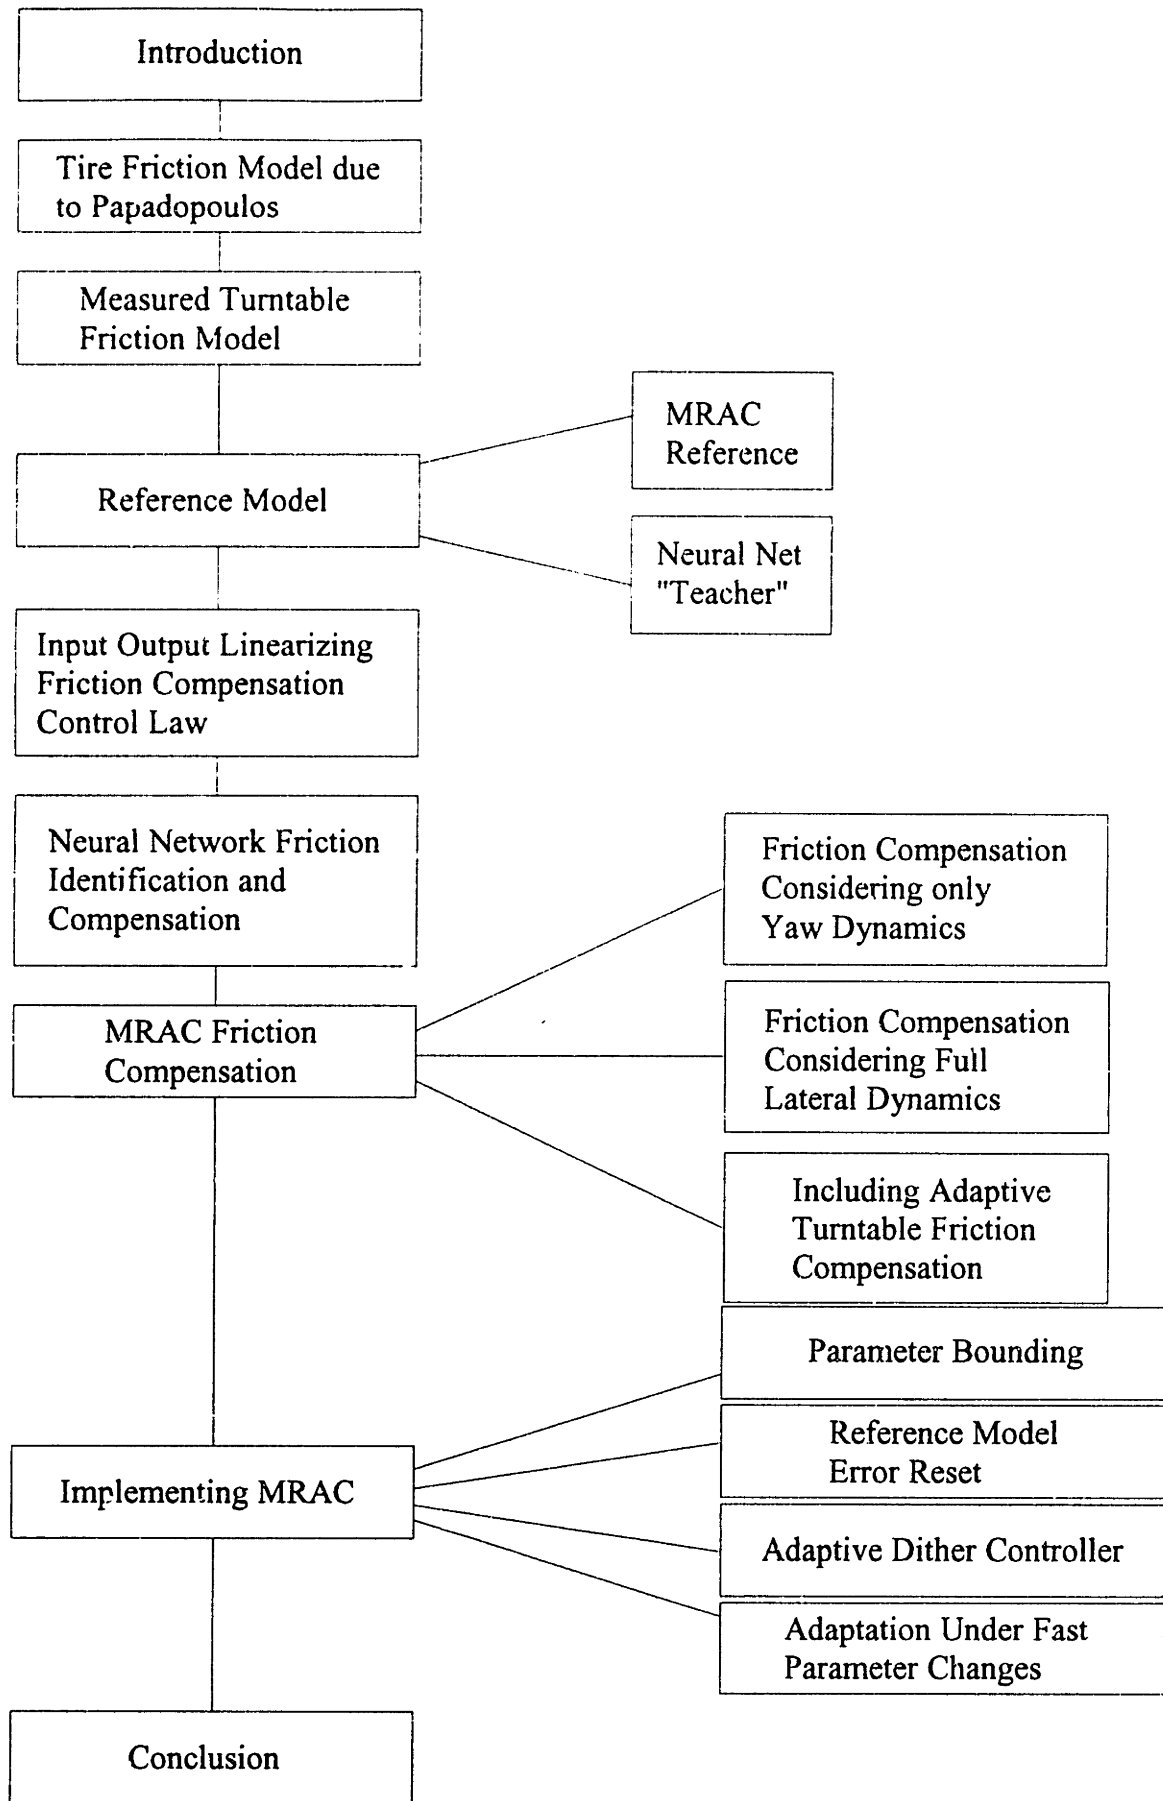 Introduction
Tire Friction Model due
to Papadopoulos
Measured Turntable
Friction Model
MRAC
Reference
Reference Model
Neural Net
"Teacher"
Input Output Linearizing
Friction Compensation
Control Law
Neural Network Friction
Identification and
Compensation
Friction Compensation
Considering only
Yaw Dynamics
MRAC Friction
Compensation
Friction Compensation
Considering Full
Lateral Dynamics
Including Adaptive
Turntable Friction
Compensation
Parameter Bounding
Reference Model
Error Reset
Implementing MRAC
Adaptive Dither Controller
Adaptation Under Fast
Parameter Changes
Conclusion